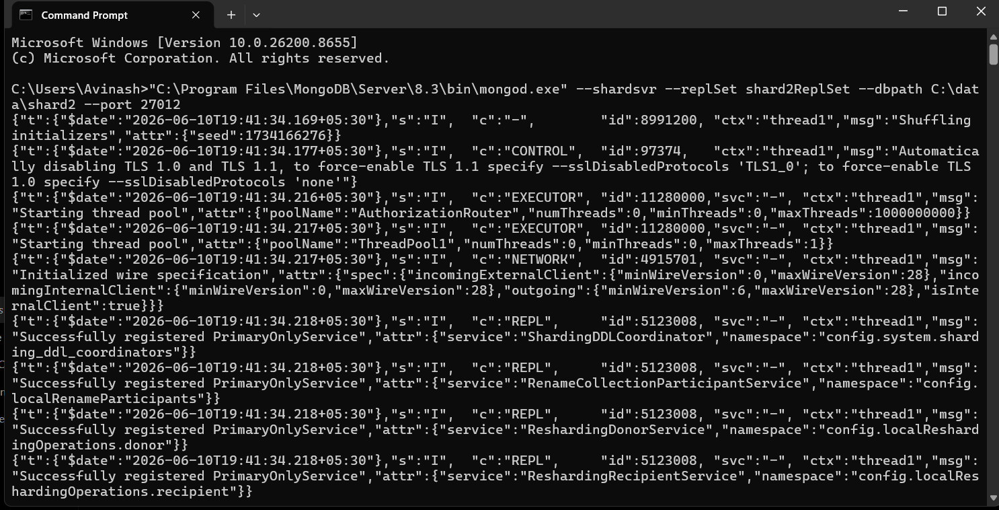 Command Prompt
Microsoft Windows [Version 10.0.26200.8655]
(c) Microsoft Corporation. All rights reserved.
C:\Users\Avinash>"C:\Program Files\MongoDB\Server\8.3\bin\mongod.exe" --shardsvr --replSet shard2ReplSet --dbpath C:\dat
a\shard2 --port 27012
{"t":{"$date":"2026-06-10T19:41:34.169+05:30"},"s":"I",  "c":"-",        "id":8991200, "ctx":"thread1","msg":"Shuffling
initializers","attr":{"seed":1734166276}}
{"t":{"$date":"2026-06-10T19:41:34.177+05:30"},"s":"I",  "c":"CONTROL",  "id":97374,   "ctx":"thread1","msg":"Automatica
lly disabling TLS 1.0 and TLS 1.1, to force-enable TLS 1.1 specify --sslDisabledProtocols 'TLS1_0'; to force-enable TLS
1.0 specify --sslDisabledProtocols 'none'"}
{"t":{"$date":"2026-06-10T19:41:34.216+05:30"},"s":"I",  "c":"EXECUTOR", "id":11280000,"svc":"-", "ctx":"thread1","msg":
"Starting thread pool","attr":{"poolName":"AuthorizationRouter","numThreads":0,"minThreads":0,"maxThreads":1000000000}}
{"t":{"$date":"2026-06-10T19:41:34.217+05:30"},"s":"I",  "c":"EXECUTOR", "id":11280000,"svc":"-", "ctx":"thread1","msg":
"Starting thread pool","attr":{"poolName":"ThreadPool1","numThreads":0,"minThreads":0,"maxThreads":1}}
{"t":{"$date":"2026-06-10T19:41:34.217+05:30"},"s":"I",  "c":"NETWORK",  "id":4915701, "svc":"-", "ctx":"thread1","msg":
"Initialized wire specification","attr":{"spec":{"incomingExternalClient":{"minWireVersion":0,"maxWireVersion":28},"inco
mingInternalClient":{"minWireVersion":0,"maxWireVersion":28},"outgoing":{"minWireVersion":6,"maxWireVersion":28},"isInte
rnalClient":true}}}
{"t":{"$date":"2026-06-10T19:41:34.218+05:30"},"s":"I",  "c":"REPL",     "id":5123008, "svc":"-", "ctx":"thread1","msg":
"Successfully registered PrimaryOnlyService","attr":{"service":"ShardingDDLCoordinator","namespace":"config.system.shard
ing_ddl_coordinators"}}
{"t":{"$date":"2026-06-10T19:41:34.218+05:30"},"s":"I",  "c":"REPL",     "id":5123008, "svc":"-", "ctx":"thread1","msg":
"Successfully registered PrimaryOnlyService","attr":{"service":"RenameCollectionParticipantService","namespace":"config.
localRenameParticipants"}}
{"t":{"$date":"2026-06-10T19:41:34.218+05:30"},"s":"I",  "c":"REPL",     "id":5123008, "svc":"-", "ctx":"thread1","msg":
"Successfully registered PrimaryOnlyService","attr":{"service":"ReshardingDonorService","namespace":"config.localReshard
ingOperations.donor"}}
{"t":{"$date":"2026-06-10T19:41:34.218+05:30"},"s":"I",  "c":"REPL",     "id":5123008, "svc":"-", "ctx":"thread1","msg":
"Successfully registered PrimaryOnlyService","attr":{"service":"ReshardingRecipientService","namespace":"config.localRes
hardingOperations.recipient"}}